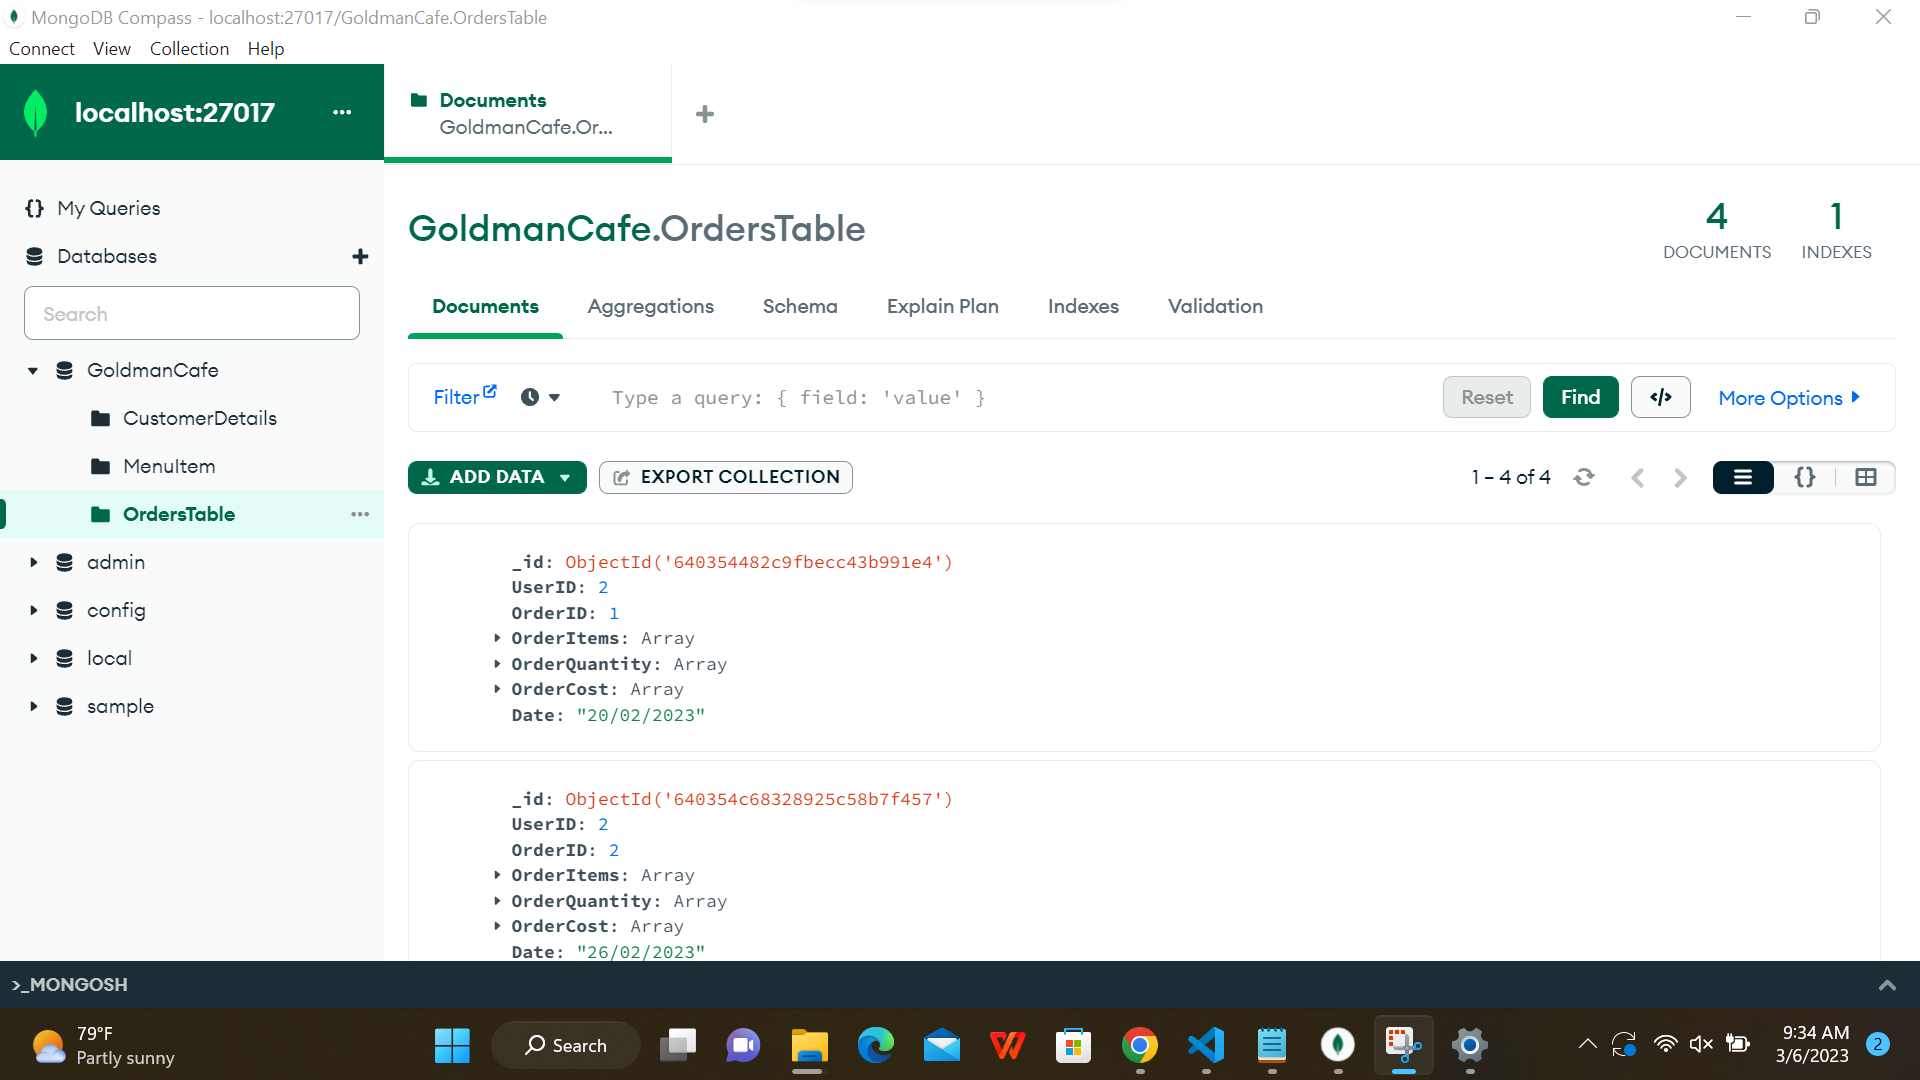 MongoDB Compass - localhost:27017/GoldmanCafe.OrdersTable
Connect View Collection Help
localhost:27017 ...
Documents
GoldmanCafe.Or...
+
{} My Queries
Databases +
Search
GoldmanCafe
CustomerDetails
MenuItem
OrdersTable ...
admin
config
local
sample
GoldmanCafe.OrdersTable
4
DOCUMENTS
1
INDEXES
Documents Aggregations Schema Explain Plan Indexes Validation
Filter Type a query: { field: 'value' } Reset Find </> More Options
ADD DATA EXPORT COLLECTION 1 – 4 of 4 {}
_id: ObjectId('640354482c9fbecc43b991e4')
UserID: 2
OrderID: 1
OrderItems: Array
OrderQuantity: Array
OrderCost: Array
Date: "20/02/2023"
_id: ObjectId('640354c68328925c58b7f457')
UserID: 2
OrderID: 2
OrderItems: Array
OrderQuantity: Array
OrderCost: Array
Date: "26/02/2023"
>_MONGOSH
79°F
Partly sunny
Search
9:34 AM
3/6/2023
2